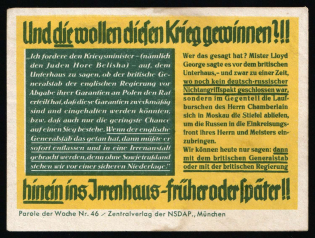 Und die wollen diesen Krieg gewinnen?!!
„Ich fordere den Kriegsminister – (nämlich
den Juden Hore Belisha) – auf, dem
Unterhaus zu sagen, ob der britische Ge-
neralstab der englischen Regierung vor
Abgabe ihrer Garantien an Polen den Rat
erteilt hat, daß diese Garantien zweckmäßig
sind und eingehalten werden könnten,
bzw. daß auch nur die geringste Chance
auf einen Sieg bestehe. Wenn der englische
Generalstab das getan hat, dann müßte er
sofort entlassen und in eine Irrenanstalt
gebracht werden, denn ohne Sowjetrußland
stehen wir vor einer sicheren Niederlage.“
Wer das gesagt hat? Mister Lloyd
George sagte es vor dem britischen
Unterhaus, – und zwar zu einer Zeit,
wo noch kein deutsch-russischer
Nichtangriffspakt geschlossen war,
sondern im Gegenteil die Lauf-
burschen des Herrn Chamberlain
sich in Moskau die Stiefel abliefen,
um die Russen in die Einkreisungs-
front ihres Herrn und Meisters ein-
zubringen.
Wir können heute nur sagen: dann
mit dem britischen Generalstab
oder mit der britischen Regierung
hinein ins Irrenhaus – früher oder später!!
Parole der Woche Nr. 46 / Zentralverlag der NSDAP., München